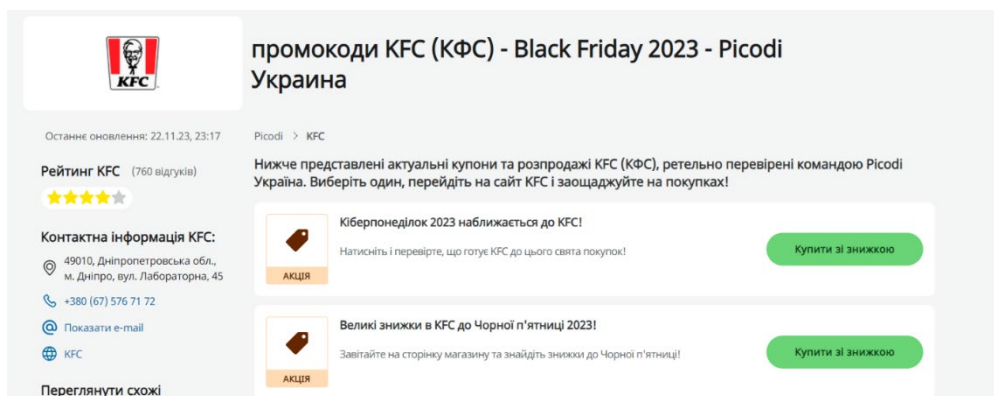 KFC
промокоди KFC (КФС) - Black Friday 2023 - Picodi
Украина
Останнє оновлення: 22.11.23, 23:17
Picodi > KFC
Рейтинг KFC (760 відгуків)
Нижче представлені актуальні купони та розпродажі KFC (КФС), ретельно перевірені командою Picodi
Україна. Виберіть один, перейдіть на сайт KFC і заощаджуйте на покупках!
Контактна інформація KFC:
49010, Дніпропетровська обл.,
м. Дніпро, вул. Лабораторна, 45
+380 (67) 576 71 72
Показати e-mail
KFC
Переглянути схожі
Кіберпонеділок 2023 наближається до KFC!
Натисніть і перевірте, що готує KFC до цього свята покупок!
АКЦІЯ
Купити зі знижкою
Великі знижки в KFC до Чорної п'ятниці 2023!
Завітайте на сторінку магазину та знайдіть знижки до Чорної п'ятниці!
АКЦІЯ
Купити зі знижкою